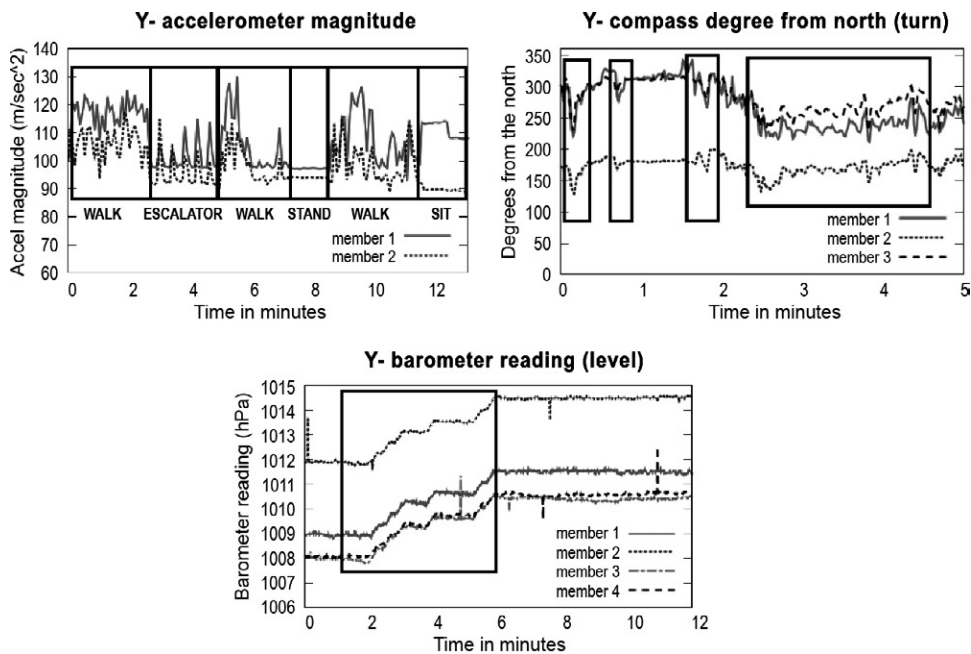 Y- accelerometer magnitude
Accel magnitude (m/sec^2)
140
130
120
110
100
90
80
70
60
WALK ESCALATOR WALK STAND WALK SIT
member 1
member 2
0 2 4 6 8 10 12
Time in minutes
Y- compass degree from north (turn)
Degrees from the north
350
300
250
200
150
100
50
0
member 1
member 2
member 3
0 1 2 3 4 5
Time in minutes
Y- barometer reading (level)
Barometer reading (hPa)
1015
1014
1013
1012
1011
1010
1009
1008
1007
1006
member 1
member 2
member 3
member 4
0 2 4 6 8 10 12
Time in minutes